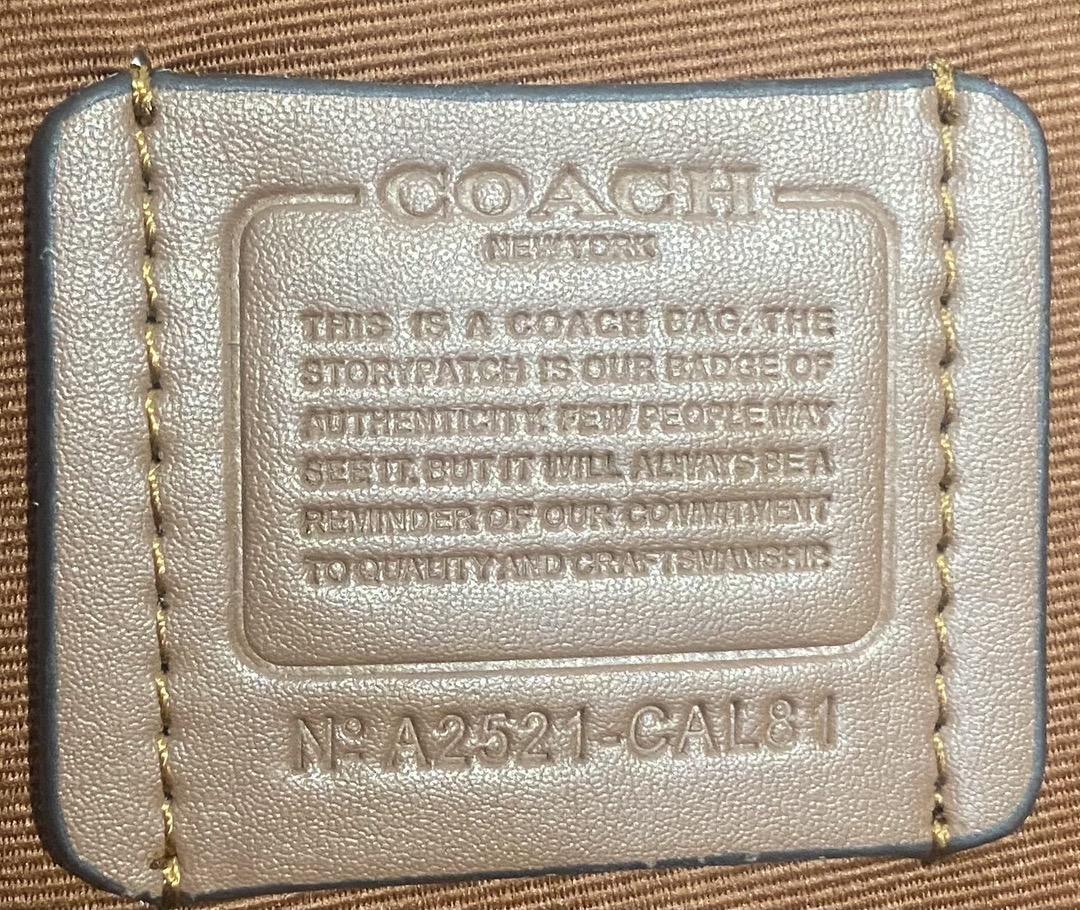 COACH
NEW YORK
THIS IS A COACH BAG. THE
STORYPATCH IS OUR BADGE OF
AUTHENTICITY. FEW PEOPLE MAY
SEE IT. BUT IT WILL ALWAYS BE A
REMINDER OF OUR COMMITMENT
TO QUALITY AND CRAFTSMANSHIP.
Nº A2521-CAL81